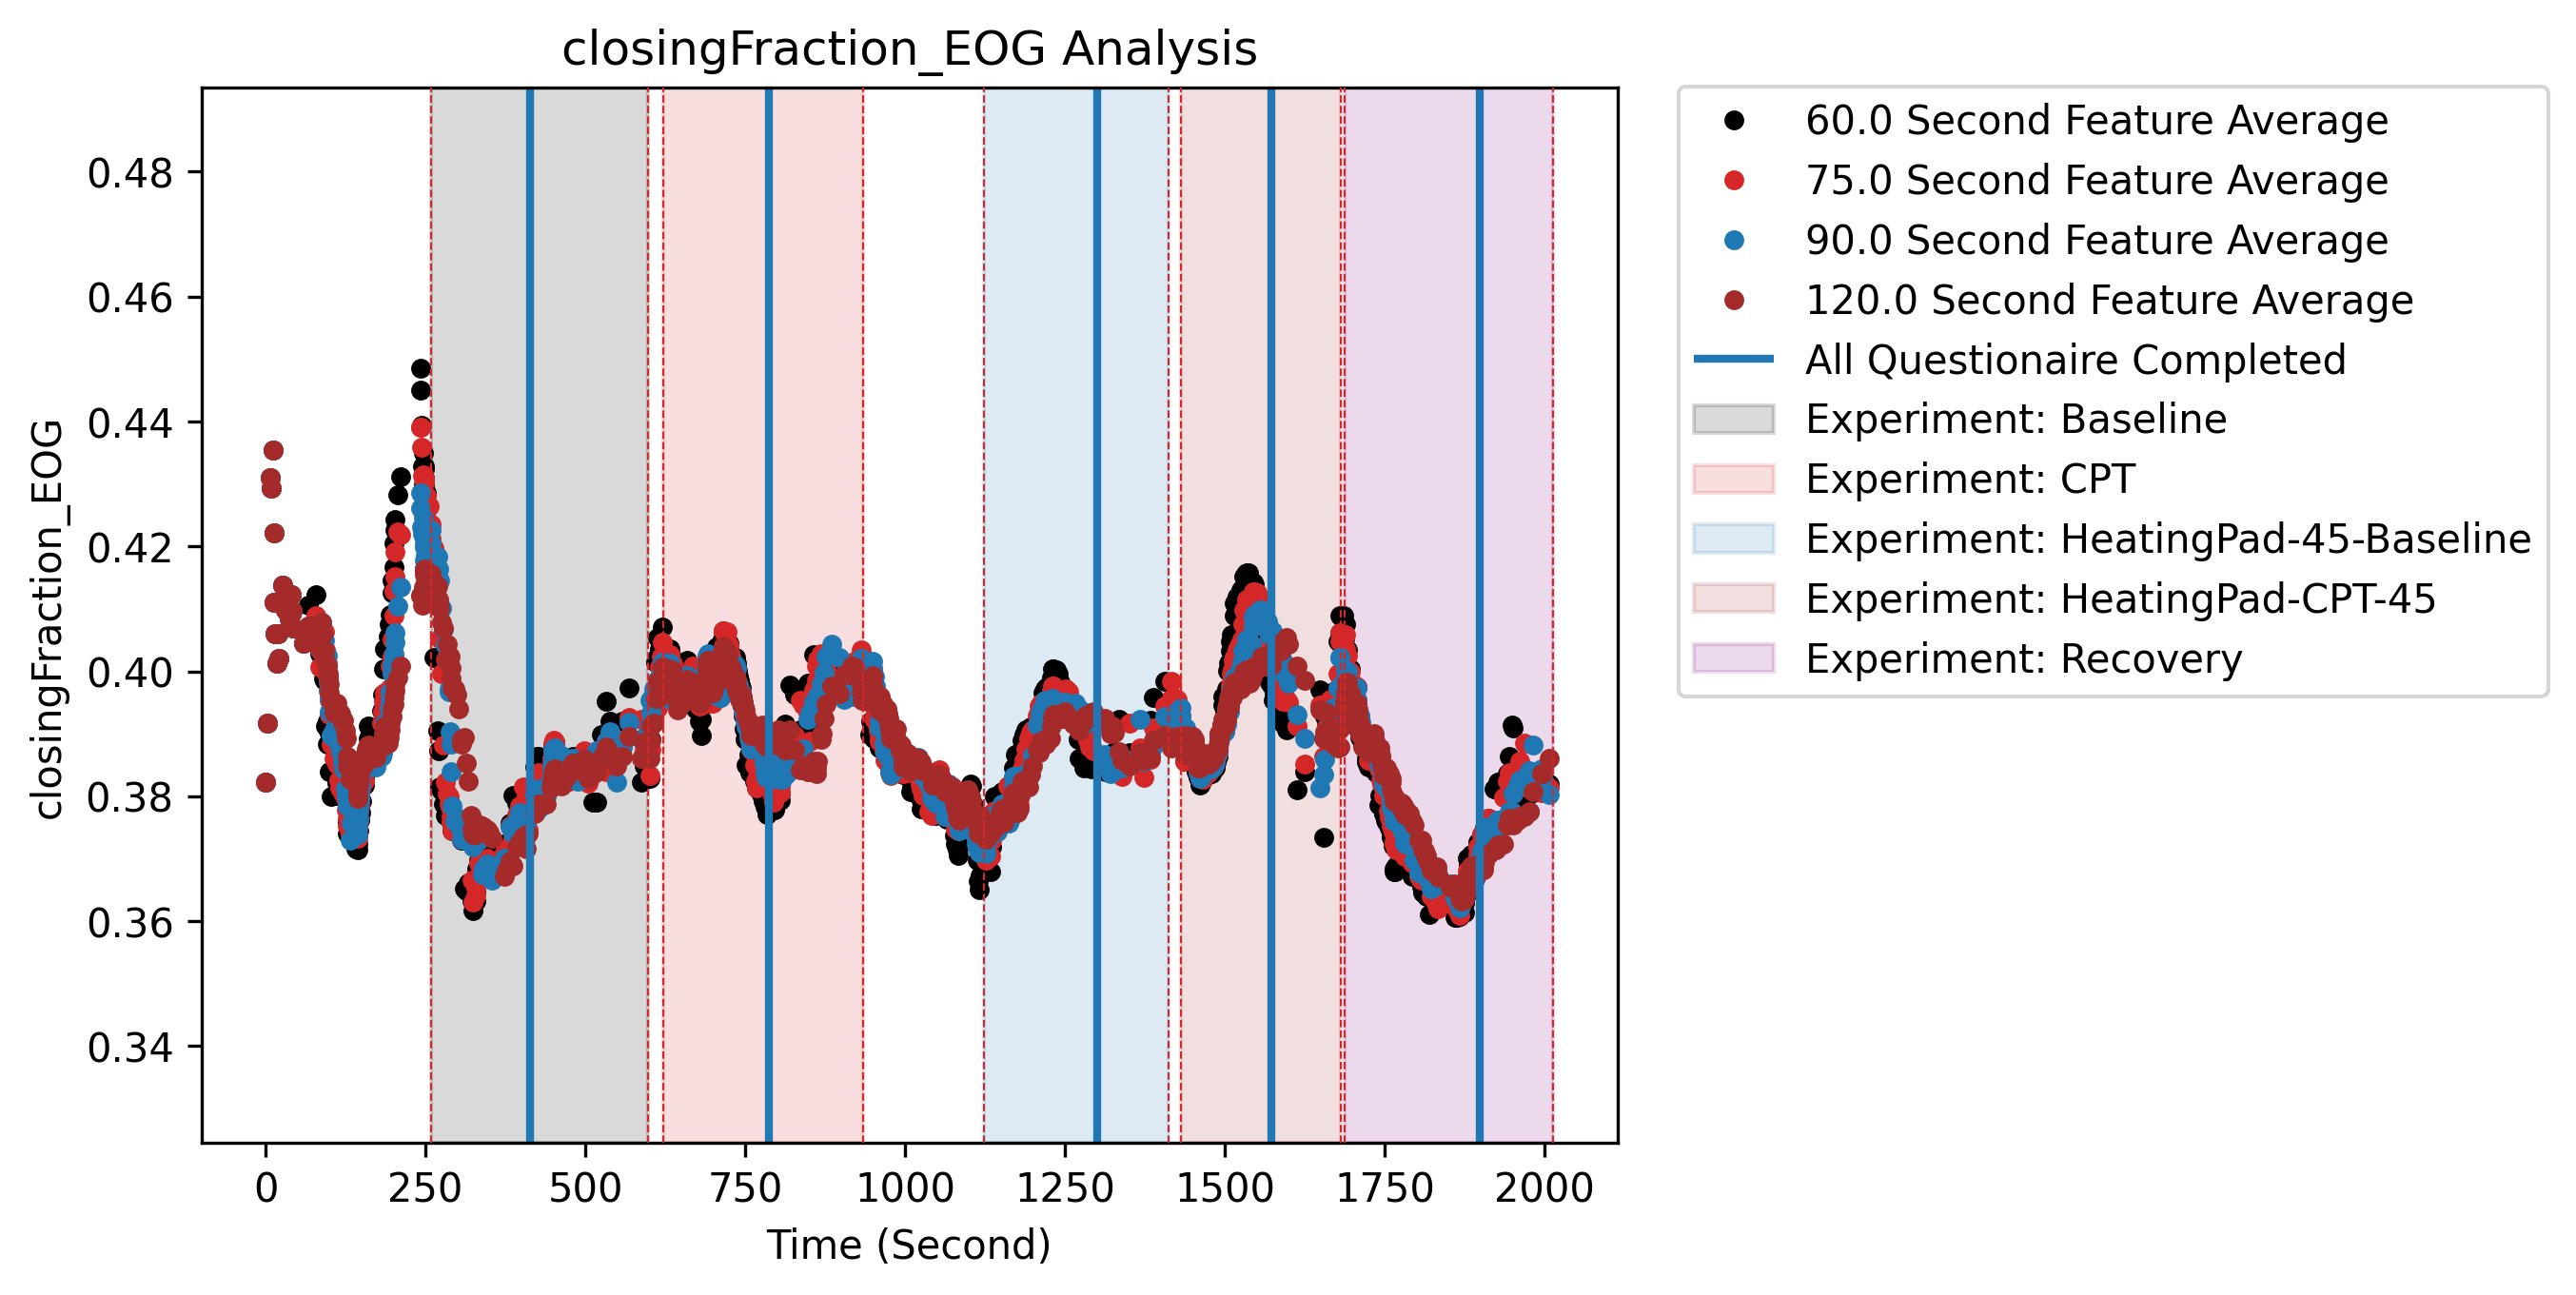 closingFraction_EOG Analysis
closingFraction_EOG
0.48
0.46
0.44
0.42
0.40
0.38
0.36
0.34
0 250 500 750 1000 1250 1500 1750 2000
Time (Second)
60.0 Second Feature Average
75.0 Second Feature Average
90.0 Second Feature Average
120.0 Second Feature Average
All Questionaire Completed
Experiment: Baseline
Experiment: CPT
Experiment: HeatingPad-45-Baseline
Experiment: HeatingPad-CPT-45
Experiment: Recovery